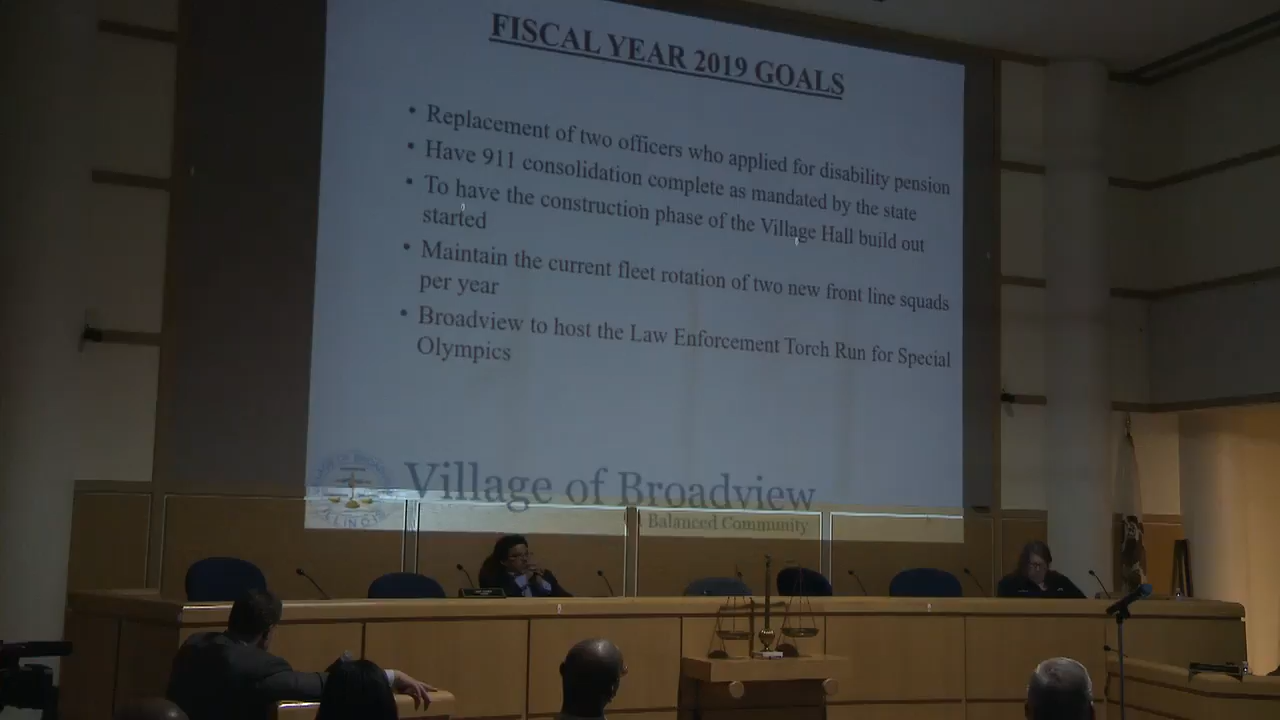 FISCAL YEAR 2019 GOALS
• Replacement of two officers who applied for disability pension
• Have 911 consolidation complete as mandated by the state
• To have the construction phase of the Village Hall build out
started
• Maintain the current fleet rotation of two new front line squads
per year
• Broadview to host the Law Enforcement Torch Run for Special
Olympics
Village of Broadview
A Balanced Community
ILLINOIS